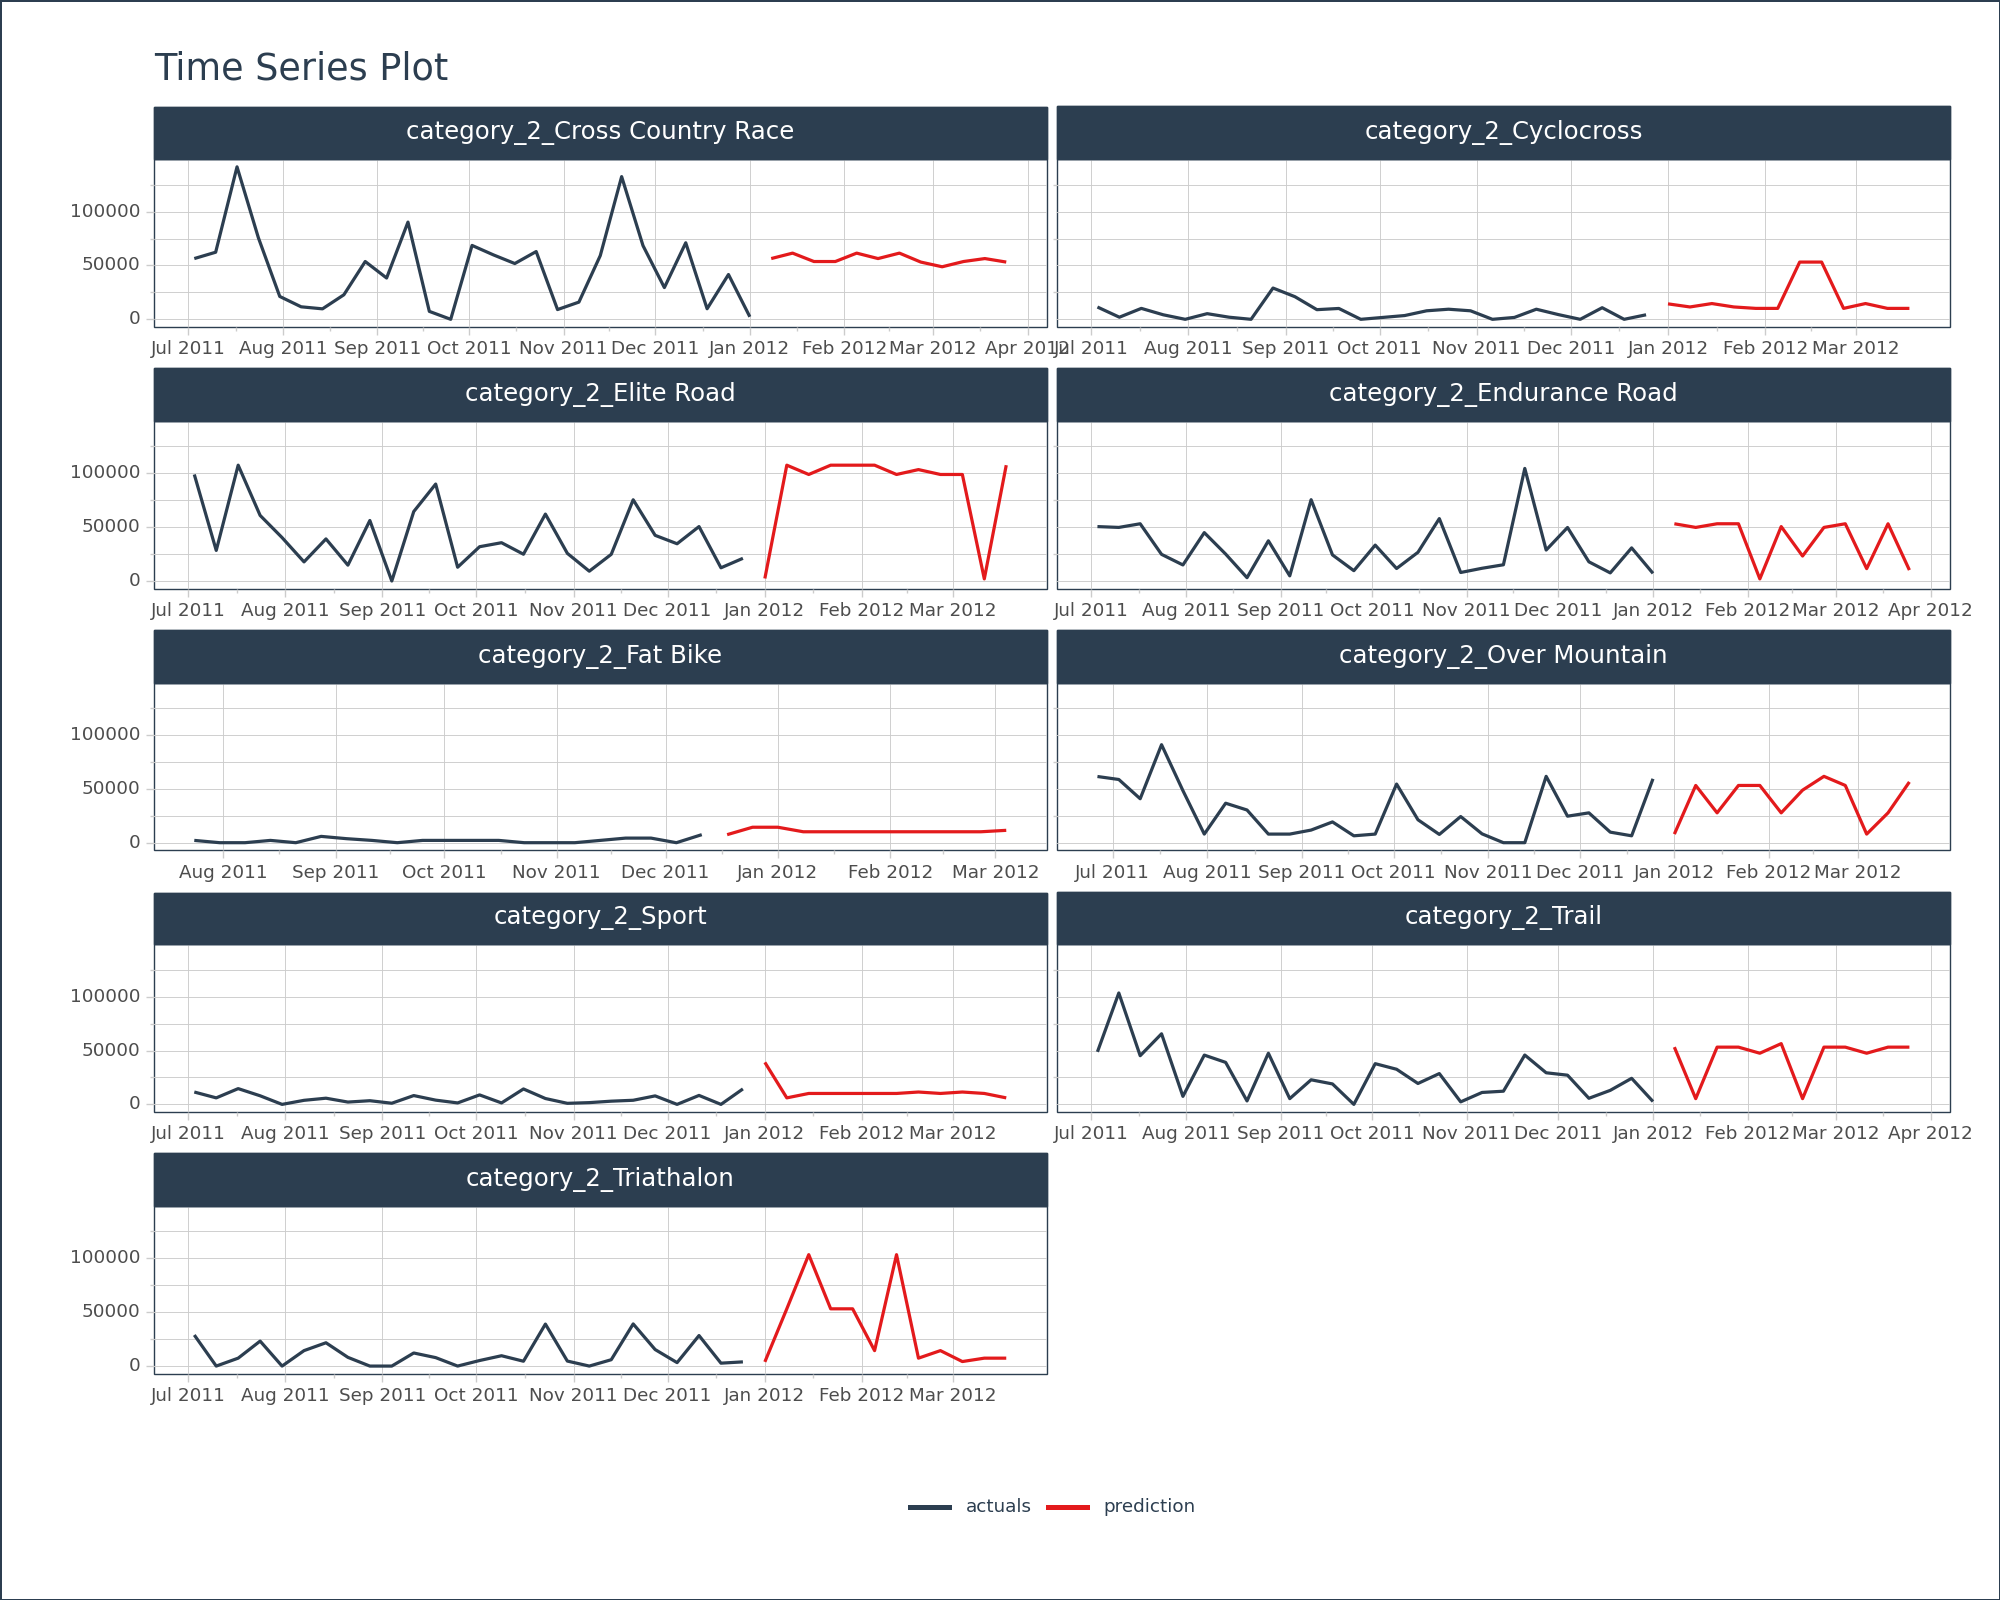 Time Series Plot
category_2_Cross Country Race
category_2_Cyclocross
100000
50000
0
Jul 2011 Aug 2011 Sep 2011 Oct 2011 Nov 2011 Dec 2011 Jan 2012 Feb 2012 Mar 2012 Apr 2012
Jul 2011 Aug 2011 Sep 2011 Oct 2011 Nov 2011 Dec 2011 Jan 2012 Feb 2012 Mar 2012
category_2_Elite Road
category_2_Endurance Road
100000
50000
0
Jul 2011 Aug 2011 Sep 2011 Oct 2011 Nov 2011 Dec 2011 Jan 2012 Feb 2012 Mar 2012
Jul 2011 Aug 2011 Sep 2011 Oct 2011 Nov 2011 Dec 2011 Jan 2012 Feb 2012 Mar 2012 Apr 2012
category_2_Fat Bike
category_2_Over Mountain
100000
50000
0
Aug 2011 Sep 2011 Oct 2011 Nov 2011 Dec 2011 Jan 2012 Feb 2012 Mar 2012
Jul 2011 Aug 2011 Sep 2011 Oct 2011 Nov 2011 Dec 2011 Jan 2012 Feb 2012 Mar 2012
category_2_Sport
category_2_Trail
100000
50000
0
Jul 2011 Aug 2011 Sep 2011 Oct 2011 Nov 2011 Dec 2011 Jan 2012 Feb 2012 Mar 2012
Jul 2011 Aug 2011 Sep 2011 Oct 2011 Nov 2011 Dec 2011 Jan 2012 Feb 2012 Mar 2012 Apr 2012
category_2_Triathalon
100000
50000
0
Jul 2011 Aug 2011 Sep 2011 Oct 2011 Nov 2011 Dec 2011 Jan 2012 Feb 2012 Mar 2012
actuals prediction